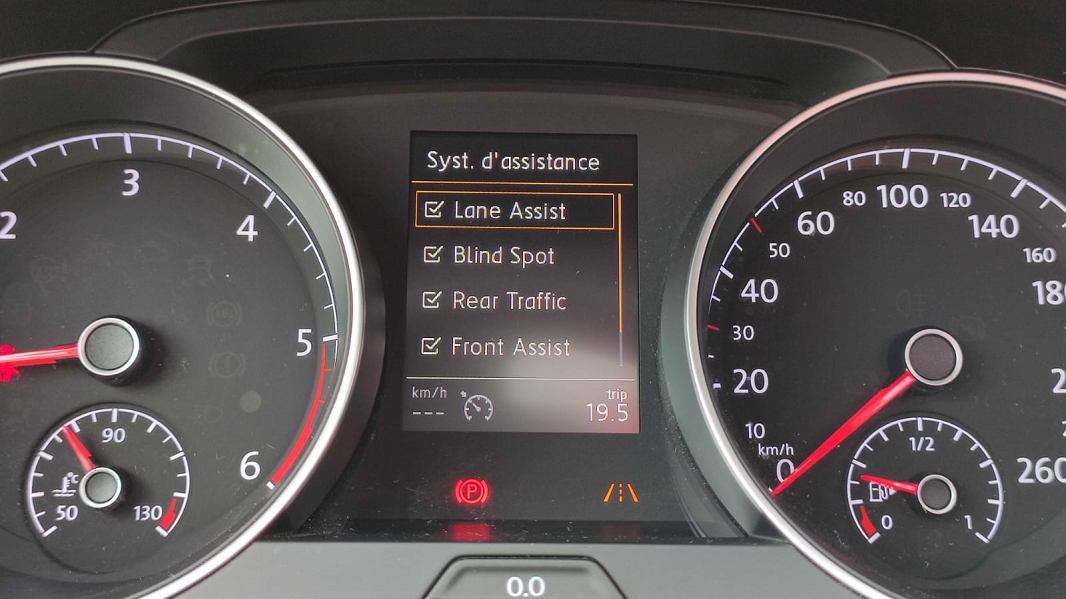 Syst. d'assistance
Lane Assist
Blind Spot
Rear Traffic
Front Assist
km/h
---
trip
19.5
P
0.0
2
3
4
5
6
50
90
130
°C
0
10
20
30
40
50
60
80
100
120
140
160
260
km/h
0
1/2
1